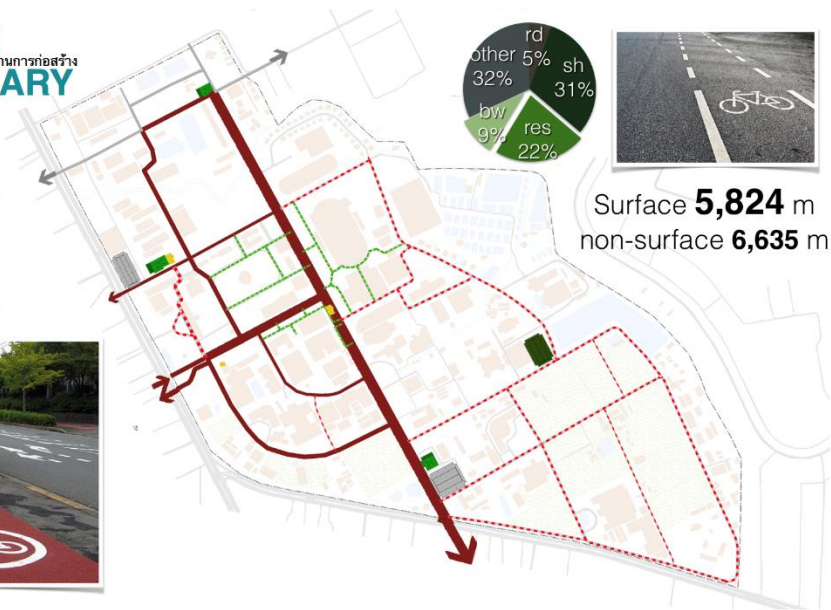 านการก่อสร้าง
ARY
rd
5%
other
32%
sh
31%
bw
9%
res
22%
Surface 5,824 m
non-surface 6,635 m